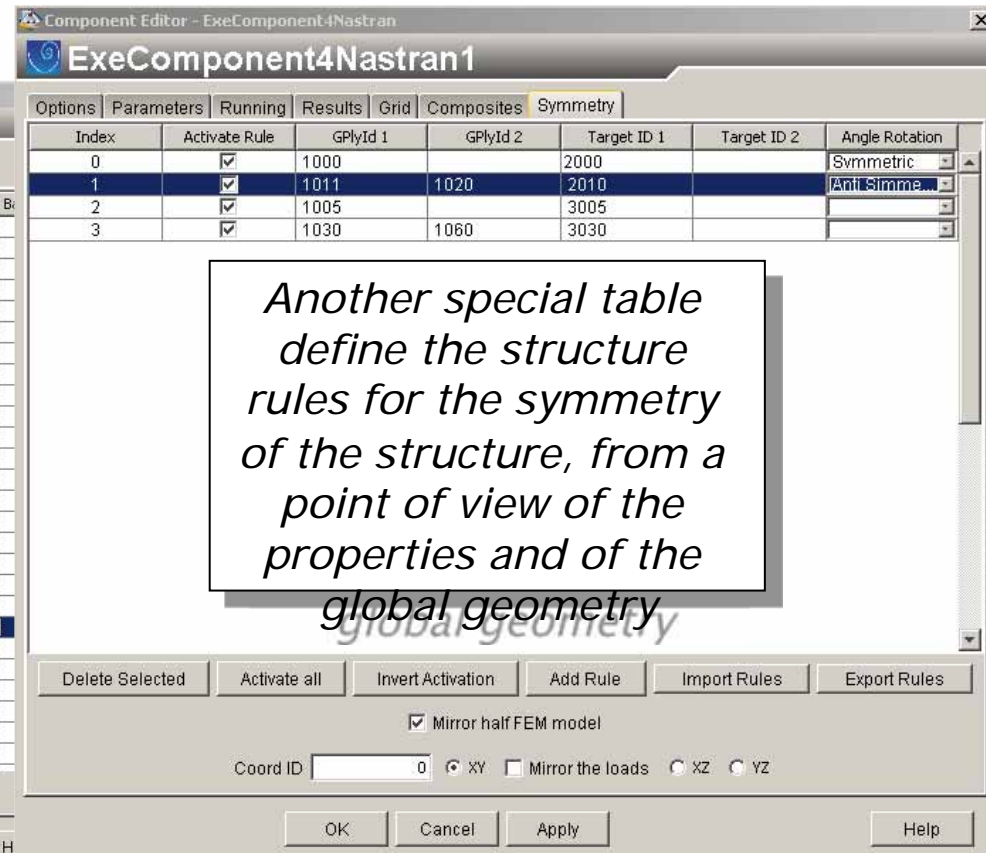 Component Editor - ExeComponent4Nastran
ExeComponent4Nastran1
Options Parameters Running Results Grid Composites Symmetry
Index Activate Rule GPlyId 1 GPlyId 2 Target ID 1 Target ID 2 Angle Rotation
0 1000 2000 Symmetric
1 1011 1020 2010 Anti Simme...
2 1005 3005
3 1030 1060 3030
Another special table
define the structure
rules for the symmetry
of the structure, from a
point of view of the
properties and of the
global geometry
Delete Selected Activate all Invert Activation Add Rule Import Rules Export Rules
Mirror half FEM model
Coord ID 0 XY Mirror the loads XZ YZ
OK Cancel Apply Help